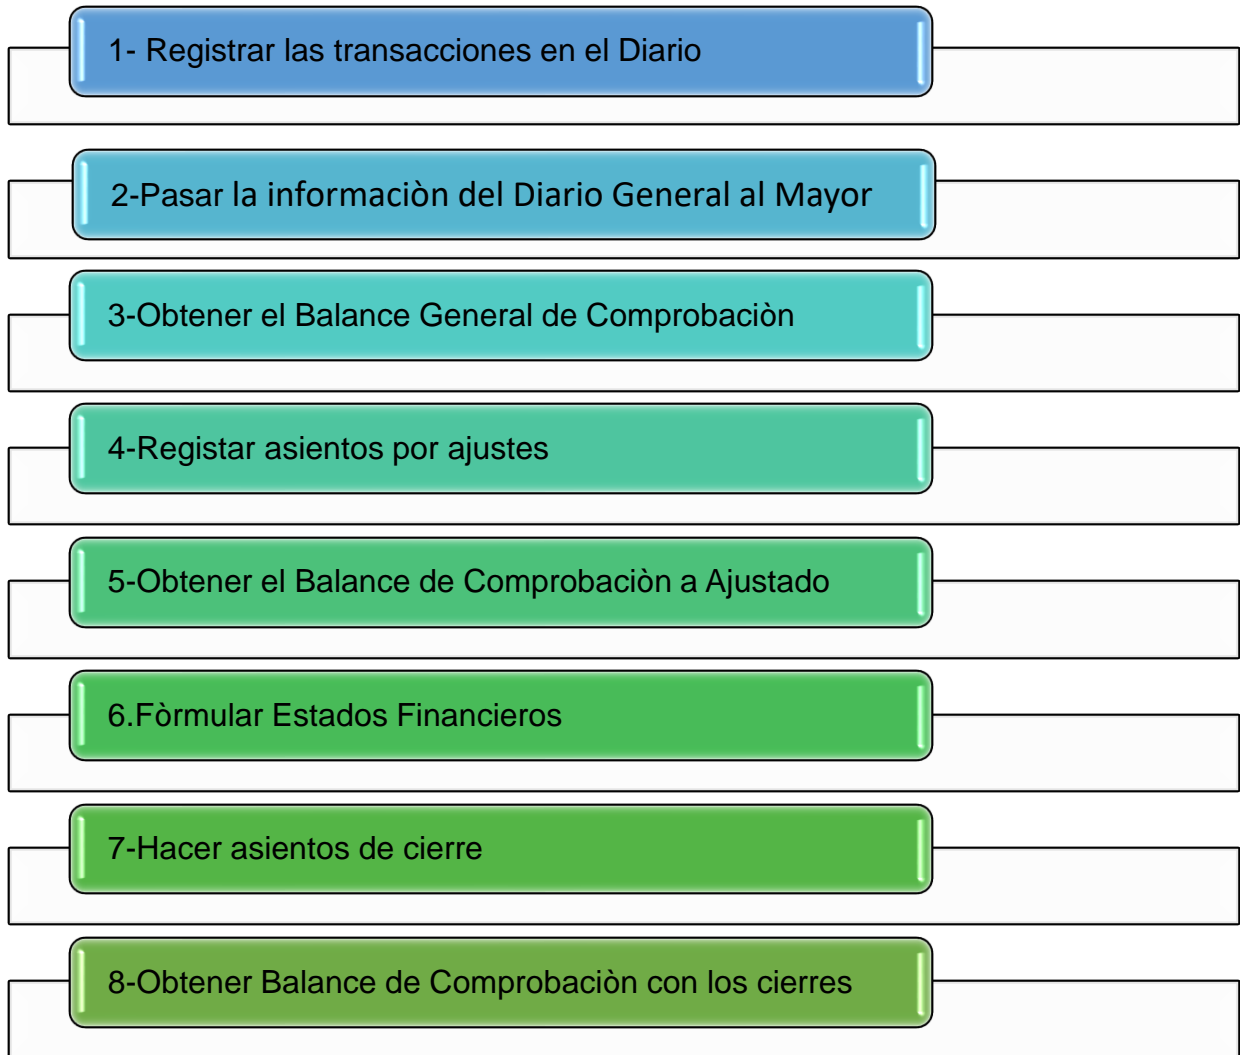 1- Registrar las transacciones en el Diario
2-Pasar la informaciòn del Diario General al Mayor
3-Obtener el Balance General de Comprobaciòn
4-Registar asientos por ajustes
5-Obtener el Balance de Comprobaciòn a Ajustado
6.Fòrmular Estados Financieros
7-Hacer asientos de cierre
8-Obtener Balance de Comprobaciòn con los cierres